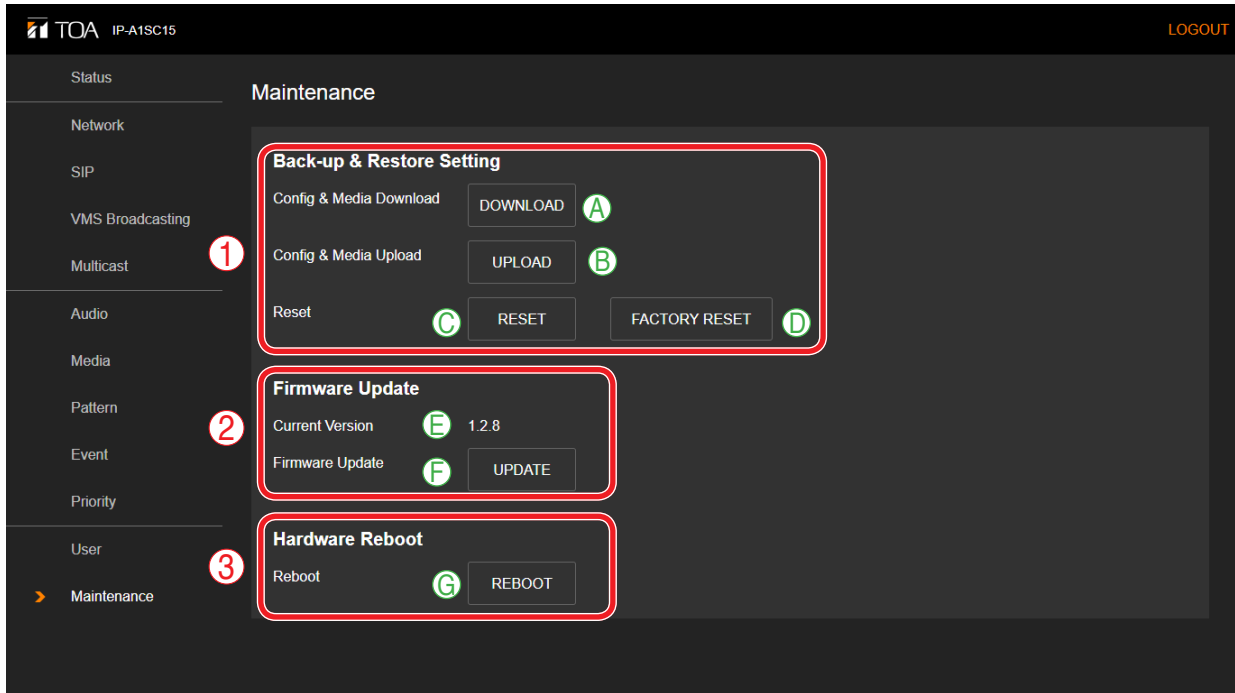 TOA IP-A1SC15
LOGOUT
Status
Network
SIP
VMS Broadcasting
Multicast
Audio
Media
Pattern
Event
Priority
User
Maintenance
Maintenance
1
Back-up & Restore Setting
Config & Media Download DOWNLOAD A
Config & Media Upload UPLOAD B
Reset C RESET FACTORY RESET D
2
Firmware Update
Current Version E 1.2.8
Firmware Update F UPDATE
3
Hardware Reboot
Reboot G REBOOT